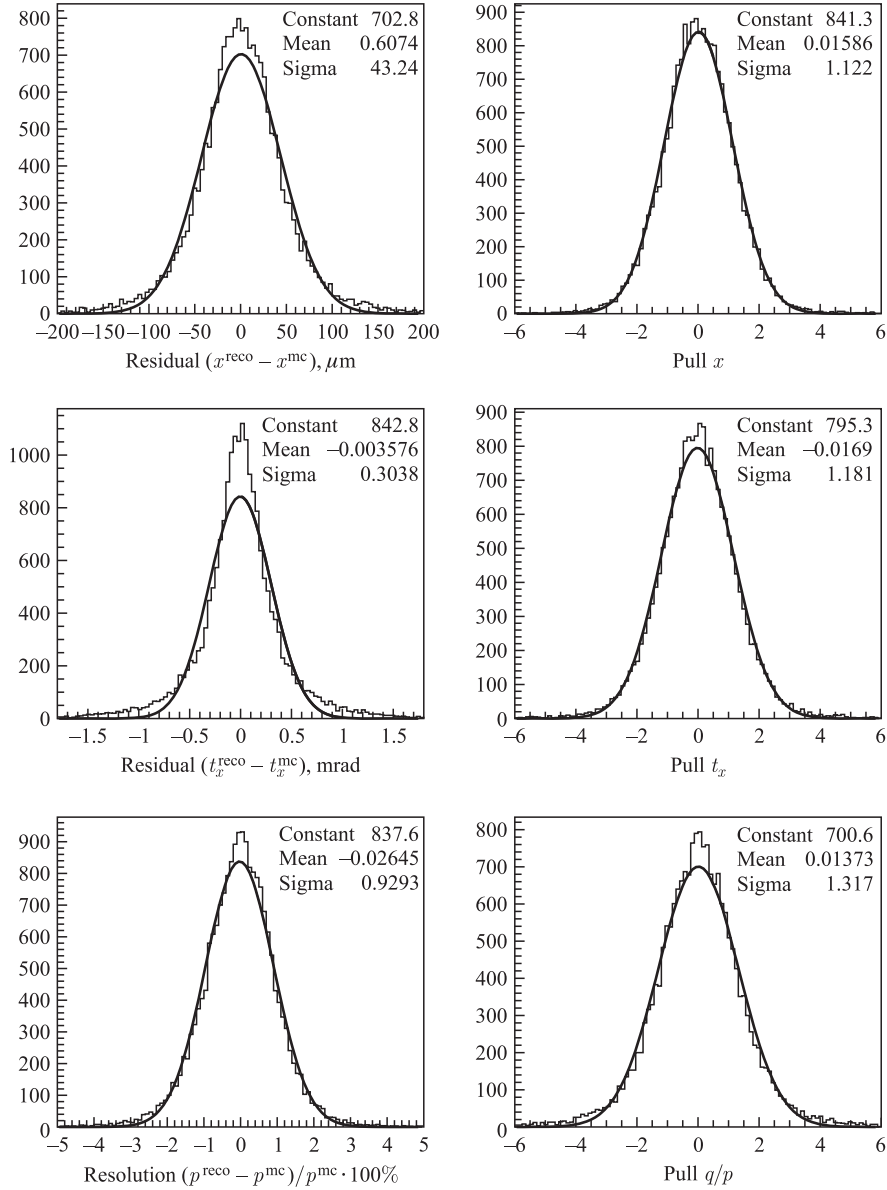 Constant 702.8
Mean 0.6074
Sigma 43.24
800
700
600
500
400
300
200
100
0
−200 −150 −100 −50 0 50 100 150 200
Residual (x^reco − x^mc), μm
Constant 841.3
Mean 0.01586
Sigma 1.122
900
800
700
600
500
400
300
200
100
0
−6 −4 −2 0 2 4 6
Pull x
Constant 842.8
Mean −0.003576
Sigma 0.3038
1000
800
600
400
200
0
−1.5 −1 −0.5 0 0.5 1 1.5
Residual (t_x^reco − t_x^mc), mrad
Constant 795.3
Mean −0.0169
Sigma 1.181
900
800
700
600
500
400
300
200
100
0
−6 −4 −2 0 2 4 6
Pull t_x
Constant 837.6
Mean −0.02645
Sigma 0.9293
900
800
700
600
500
400
300
200
100
0
−5 −4 −3 −2 −1 0 1 2 3 4 5
Resolution (p^reco − p^mc)/p^mc · 100%
Constant 700.6
Mean 0.01373
Sigma 1.317
800
700
600
500
400
300
200
100
0
−6 −4 −2 0 2 4 6
Pull q/p